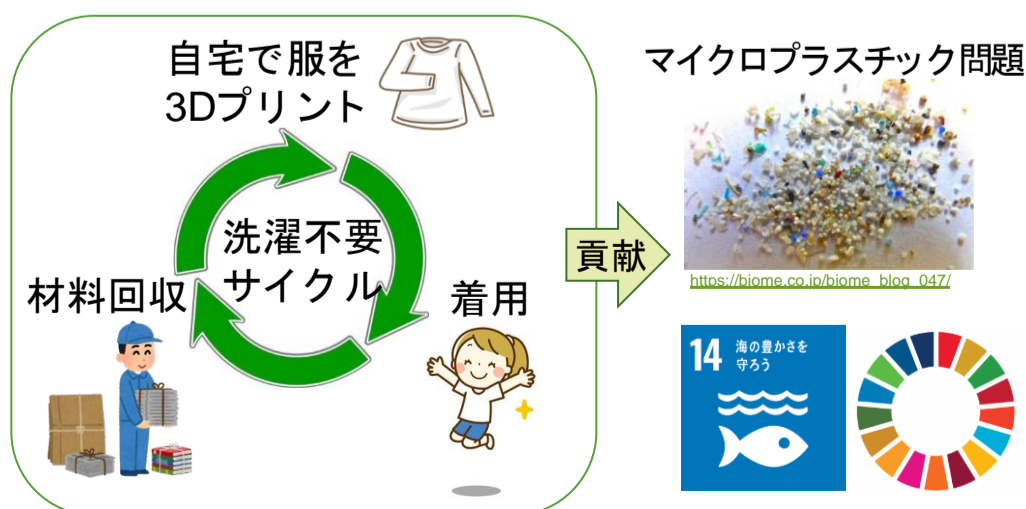 自宅で服を
3Dプリント
洗濯不要
サイクル
材料回収
着用
貢献
マイクロプラスチック問題
https://biome.co.jp/biome_blog_047/
14 海の豊かさを
守ろう